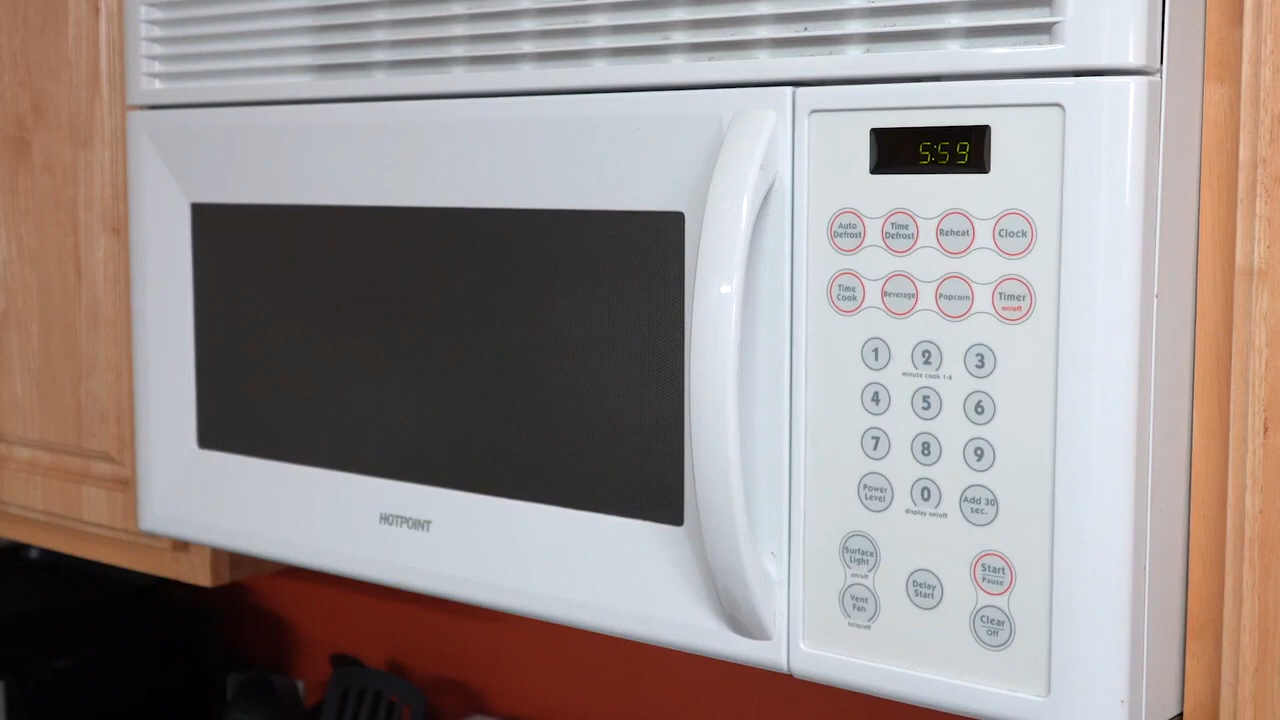 5:59
Auto Defrost
Time Defrost
Reheat
Clock
Time Cook
Beverage
Popcorn
Timer
on/off
1
2
3
minute cook 1-6
4
5
6
7
8
9
Power Level
0
Add 30 sec.
display on/off
Surface Light
on/off
Delay Start
Start
Pause
Vent Fan
hi/lo/off
Clear
Off
HOTPOINT